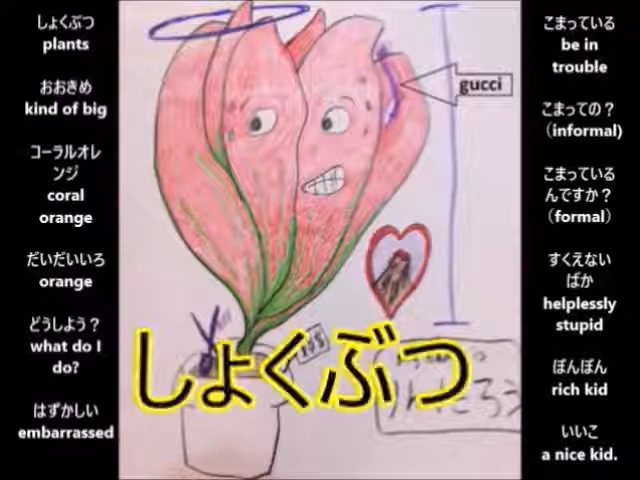 しょくぶつ
plants
おおきめ
kind of big
コーラルオレ
ンジ
coral
orange
だいだいいろ
orange
どうしよう？
what do I
do?
はずかしい
embarrassed
gucci
しょくぶつ
こまっている
be in
trouble
こまっての？
（informal）
こまっている
んですか？
（formal）
すくえない
ばか
helplessly
stupid
ぼんぼん
rich kid
いいこ
a nice kid.